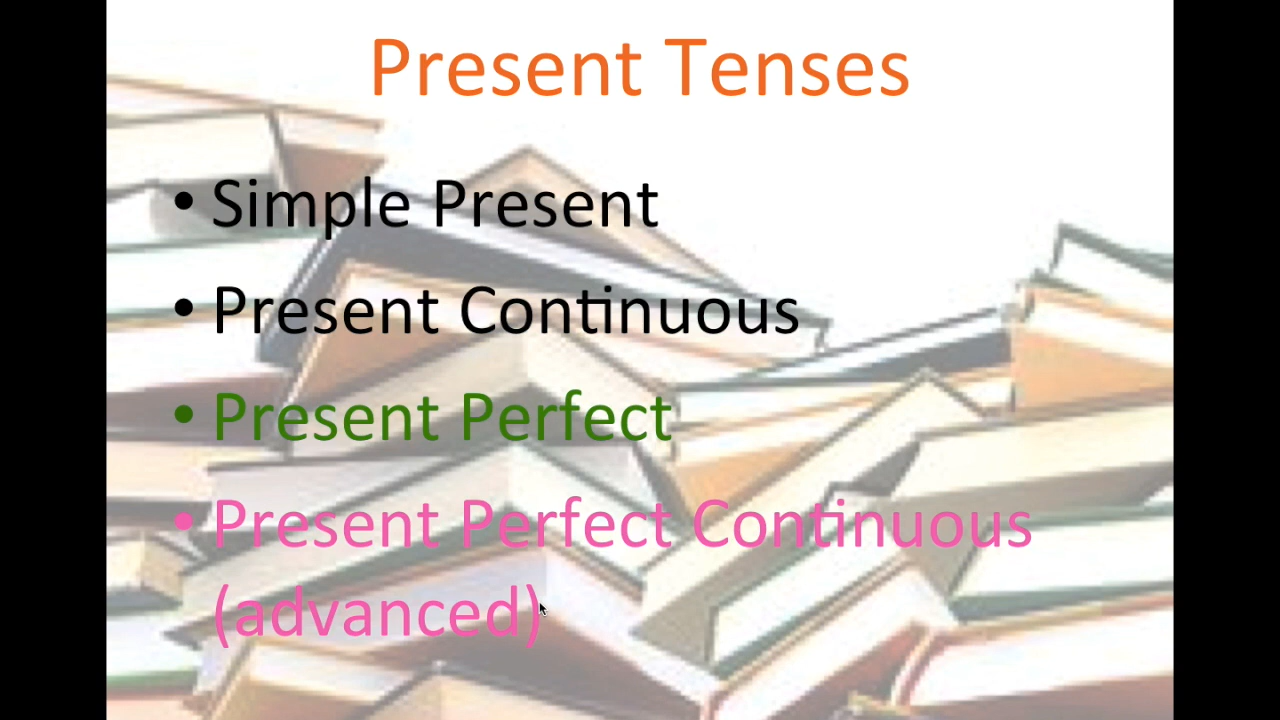 Present Tenses
• Simple Present
• Present Continuous
• Present Perfect
• Present Perfect Continuous
(advanced)